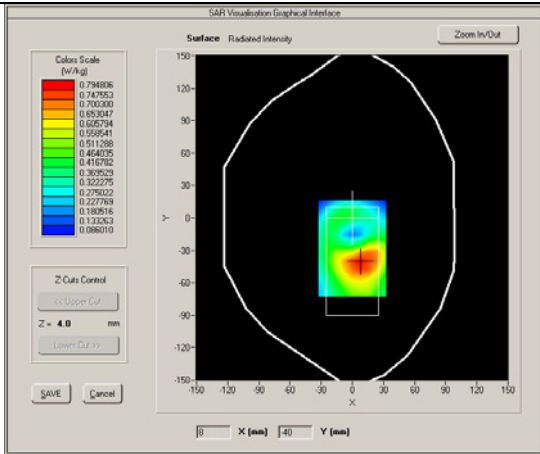 SAR Visualisation Graphical Interface
Surface Radiated Intensity
Zoom In/Out
Colors Scale
(W/kg)
0.794806
0.747553
0.700300
0.653047
0.605794
0.558541
0.511288
0.464035
0.416782
0.369529
0.322275
0.275022
0.227769
0.180516
0.133263
0.086010
Z-Cuts Control
<< Upper Cut
Z = 4.0 mm
Lower Cut >>
SAVE
Cancel
150
120
90
60
30
0
-30
-60
-90
-120
-150
Y
-150 -120 -90 -60 -30 0 30 60 90 120 150
X
8 X (mm) -40 Y (mm)